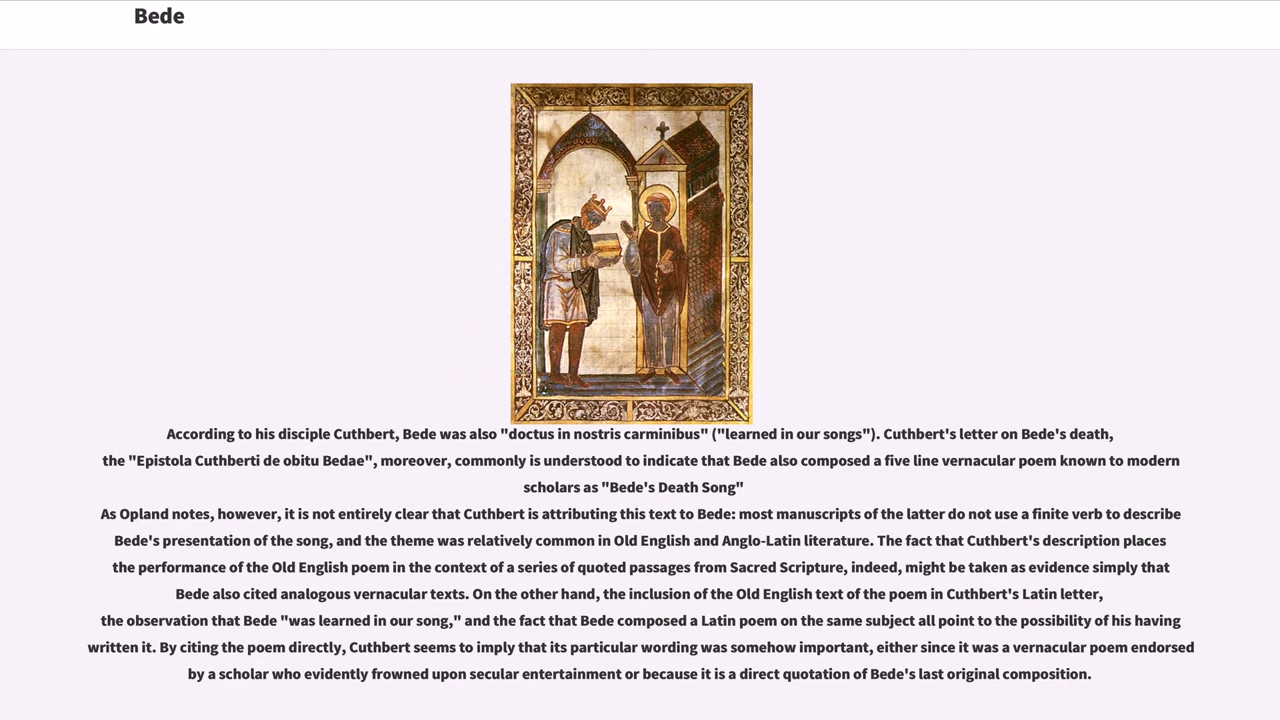 Bede
According to his disciple Cuthbert, Bede was also "doctus in nostris carminibus" ("learned in our songs"). Cuthbert's letter on Bede's death,
the "Epistola Cuthberti de obitu Bedae", moreover, commonly is understood to indicate that Bede also composed a five line vernacular poem known to modern
scholars as "Bede's Death Song"
As Opland notes, however, it is not entirely clear that Cuthbert is attributing this text to Bede: most manuscripts of the latter do not use a finite verb to describe
Bede's presentation of the song, and the theme was relatively common in Old English and Anglo-Latin literature. The fact that Cuthbert's description places
the performance of the Old English poem in the context of a series of quoted passages from Sacred Scripture, indeed, might be taken as evidence simply that
Bede also cited analogous vernacular texts. On the other hand, the inclusion of the Old English text of the poem in Cuthbert's Latin letter,
the observation that Bede "was learned in our song," and the fact that Bede composed a Latin poem on the same subject all point to the possibility of his having
written it. By citing the poem directly, Cuthbert seems to imply that its particular wording was somehow important, either since it was a vernacular poem endorsed
by a scholar who evidently frowned upon secular entertainment or because it is a direct quotation of Bede's last original composition.